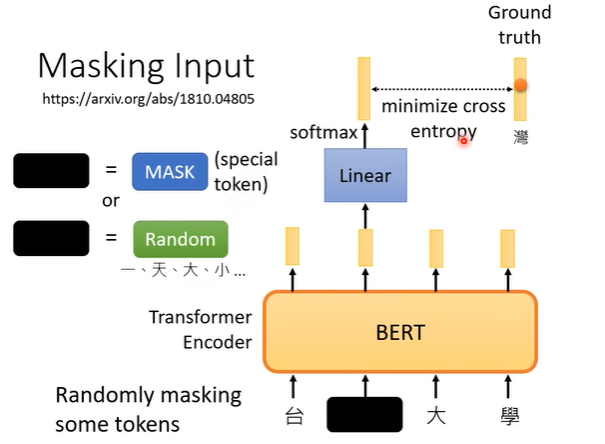 Masking Input
https://arxiv.org/abs/1810.04805
Ground
truth
minimize cross
entropy
灣
softmax
Linear
= MASK (special
token)
or
= Random
一、天、大、小 ...
Transformer
Encoder
BERT
Randomly masking
some tokens
台 大 學